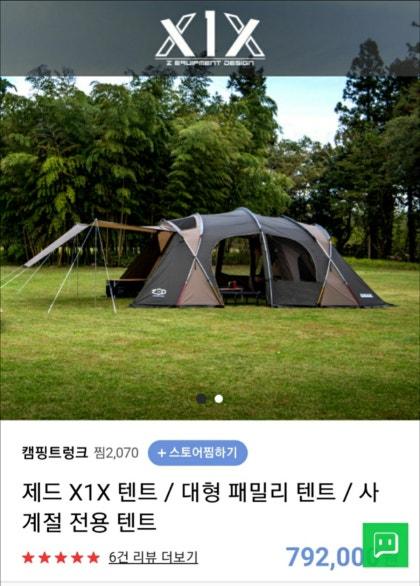 X1X
Z EQUIPMENT DESIGN
캠핑트렁크 찜2,070 + 스토어찜하기
제드 X1X 텐트 / 대형 패밀리 텐트 / 사
계절 전용 텐트
★★★★★ 6건 리뷰 더보기 792,00